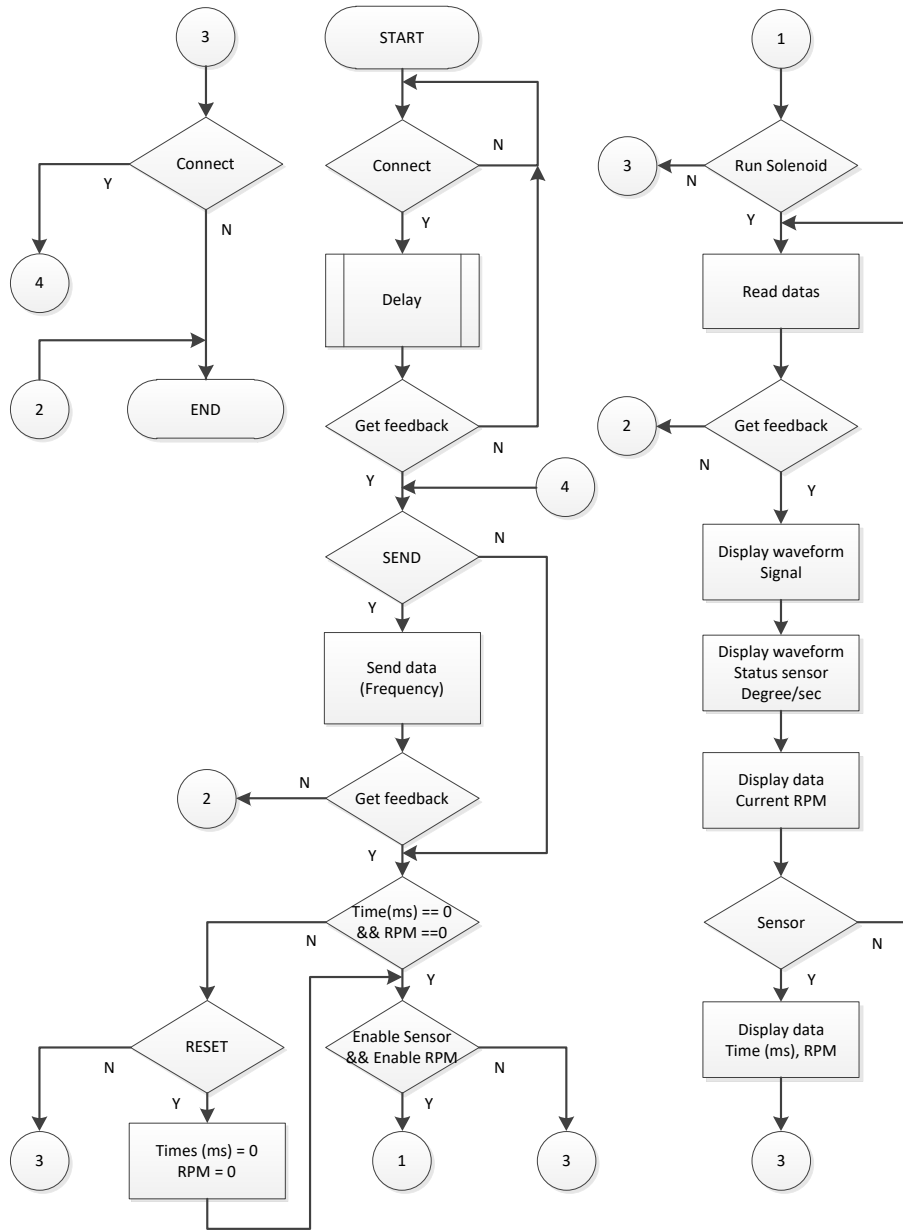 3
Connect
Y
N
4
2
END
START
Connect
N
Y
Delay
Get feedback
N
Y
4
SEND
N
Y
Send data
(Frequency)
Get feedback
N
2
Y
Time(ms) == 0
&& RPM ==0
N
Y
RESET
N
Y
3
Times (ms) = 0
RPM = 0
Enable Sensor
&& Enable RPM
N
Y
1
3
1
Run Solenoid
N
3
Y
Read datas
Get feedback
2
N
Y
Display waveform
Signal
Display waveform
Status sensor
Degree/sec
Display data
Current RPM
Sensor
N
Y
Display data
Time (ms), RPM
3